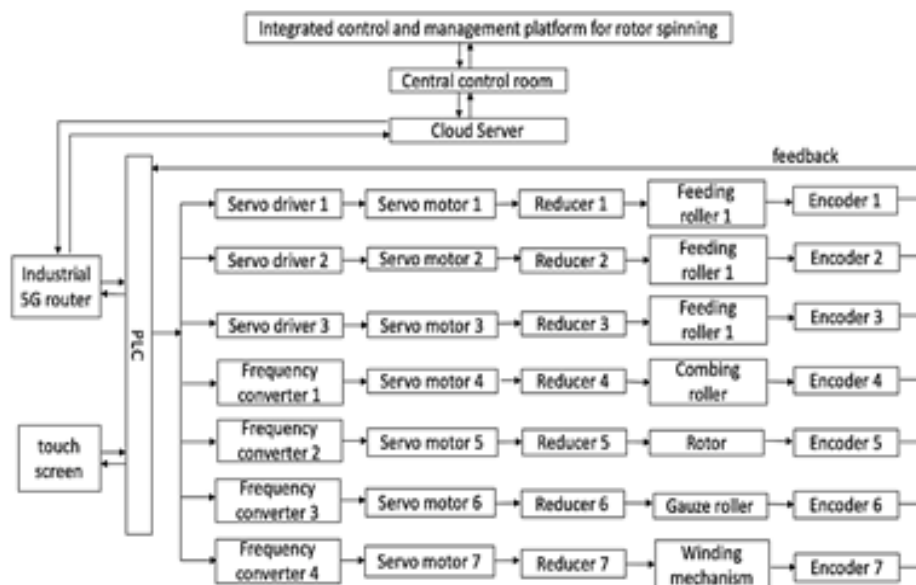 Integrated control and management platform for rotor spinning
Central control room
Cloud Server
feedback
Servo driver 1
Servo motor 1
Reducer 1
Feeding
roller 1
Encoder 1
Servo driver 2
Servo motor 2
Reducer 2
Feeding
roller 1
Encoder 2
Industrial
5G router
PLC
Servo driver 3
Servo motor 3
Reducer 3
Feeding
roller 1
Encoder 3
Frequency
converter 1
Servo motor 4
Reducer 4
Combing
roller
Encoder 4
touch
screen
Frequency
converter 2
Servo motor 5
Reducer 5
Rotor
Encoder 5
Frequency
converter 3
Servo motor 6
Reducer 6
Gauze roller
Encoder 6
Frequency
converter 4
Servo motor 7
Reducer 7
Winding
mechanism
Encoder 7